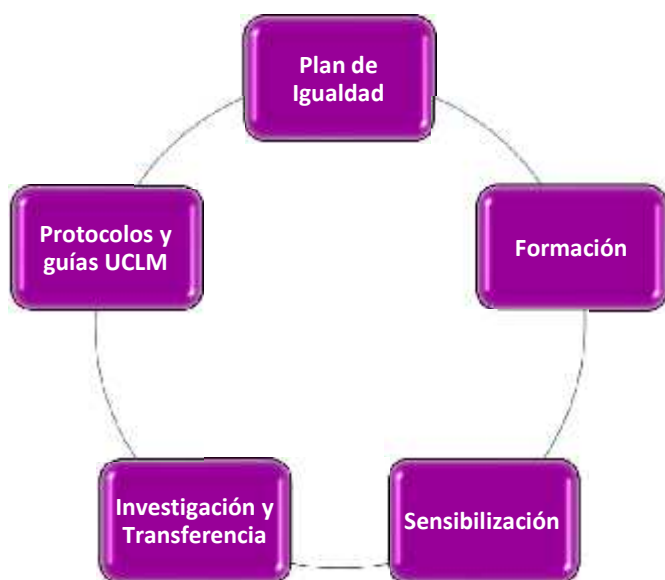 Plan de
Igualdad
Formación
Sensibilización
Investigación y
Transferencia
Protocolos y
guías UCLM